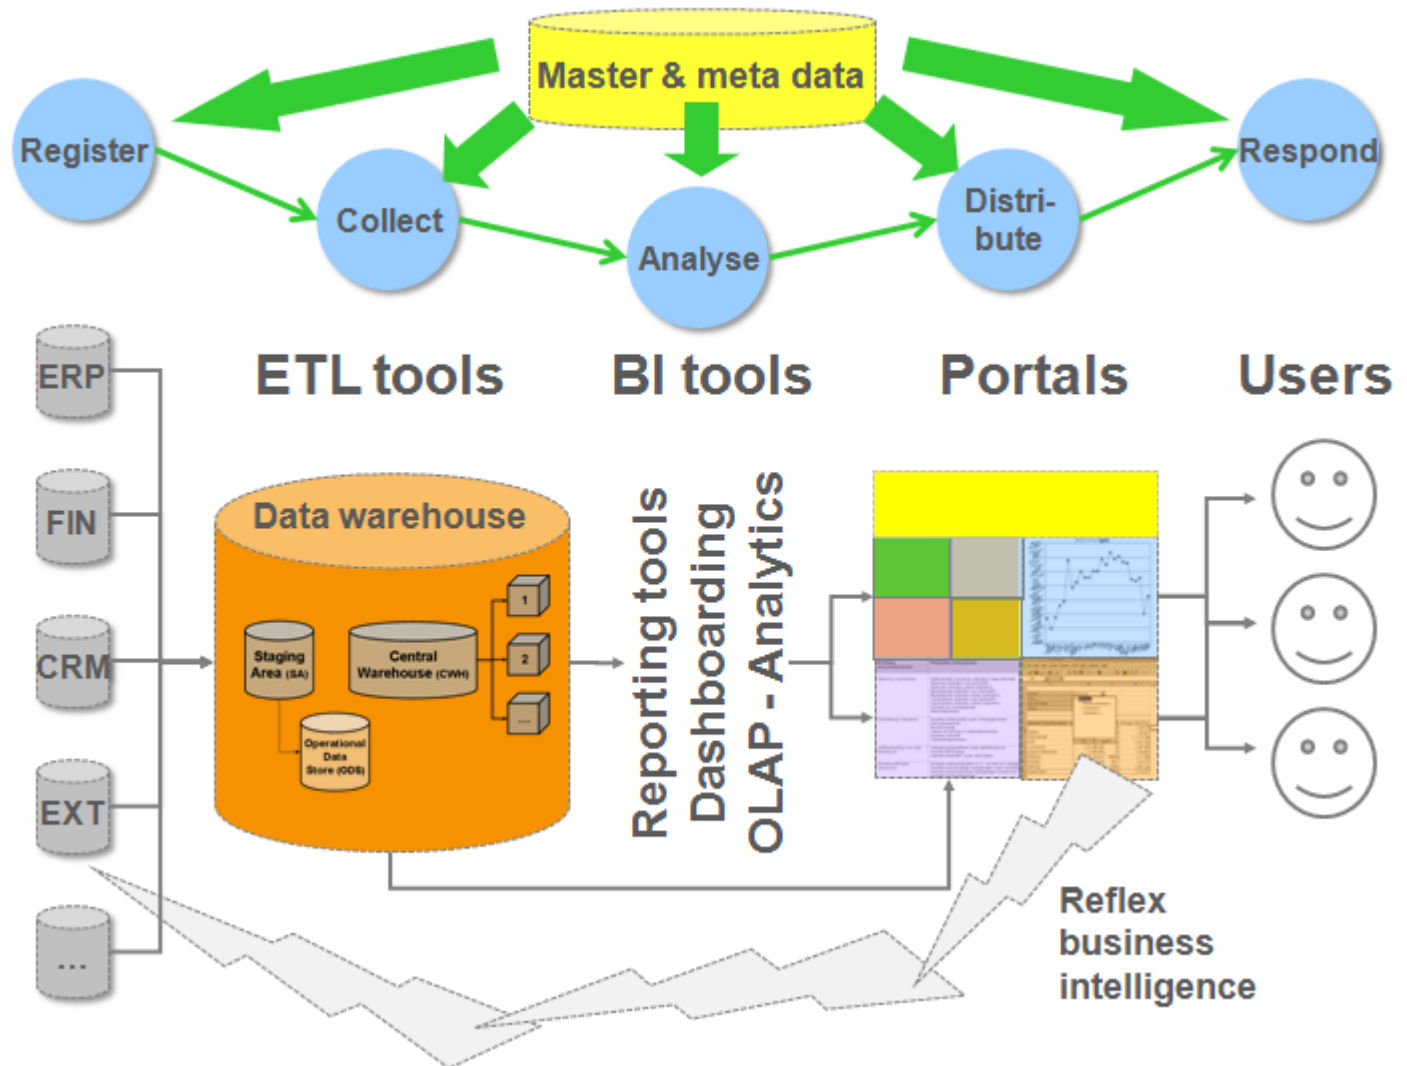 Master & meta data
Register
Collect
Analyse
Distri-
bute
Respond
ETL tools
BI tools
Portals
Users
ERP
FIN
CRM
EXT
...
Data warehouse
Staging
Area (SA)
Central
Warehouse (CWH)
Operational
Data
Store (ODS)
1
2
....
Reporting tools
Dashboarding
OLAP - Analytics
Reflex
business
intelligence